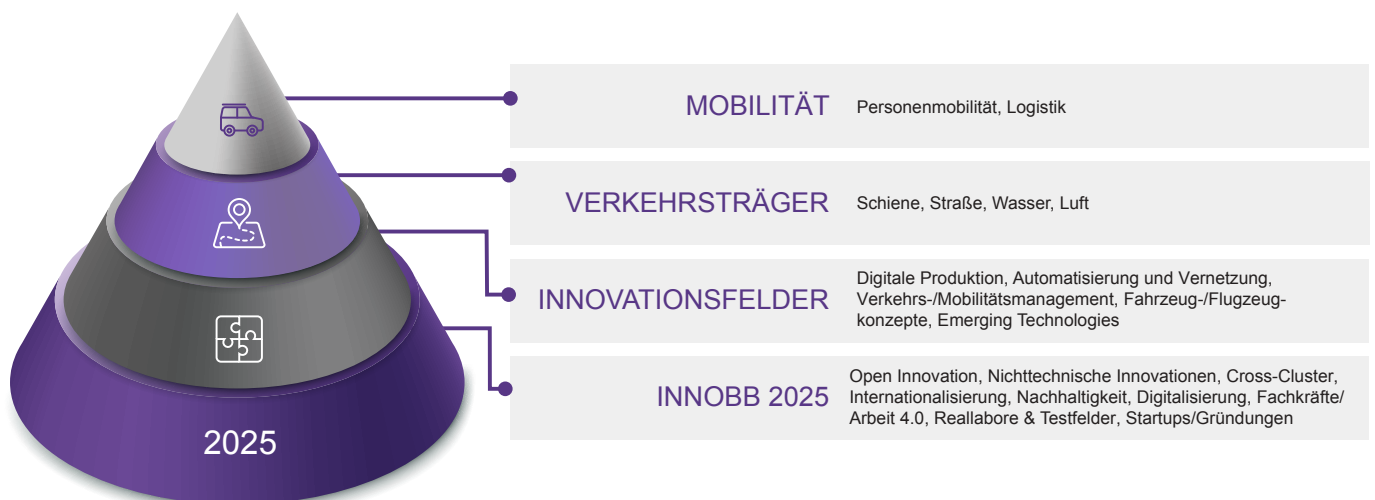 MOBILITÄT
Personenmobilität, Logistik
VERKEHRSTRÄGER
Schiene, Straße, Wasser, Luft
INNOVATIONSFELDER
Digitale Produktion, Automatisierung und Vernetzung,
Verkehrs-/Mobilitätsmanagement, Fahrzeug-/Flugzeug-
konzepte, Emerging Technologies
INNOBB 2025
Open Innovation, Nichttechnische Innovationen, Cross-Cluster,
Internationalisierung, Nachhaltigkeit, Digitalisierung, Fachkräfte/
Arbeit 4.0, Reallabore & Testfelder, Startups/Gründungen
2025